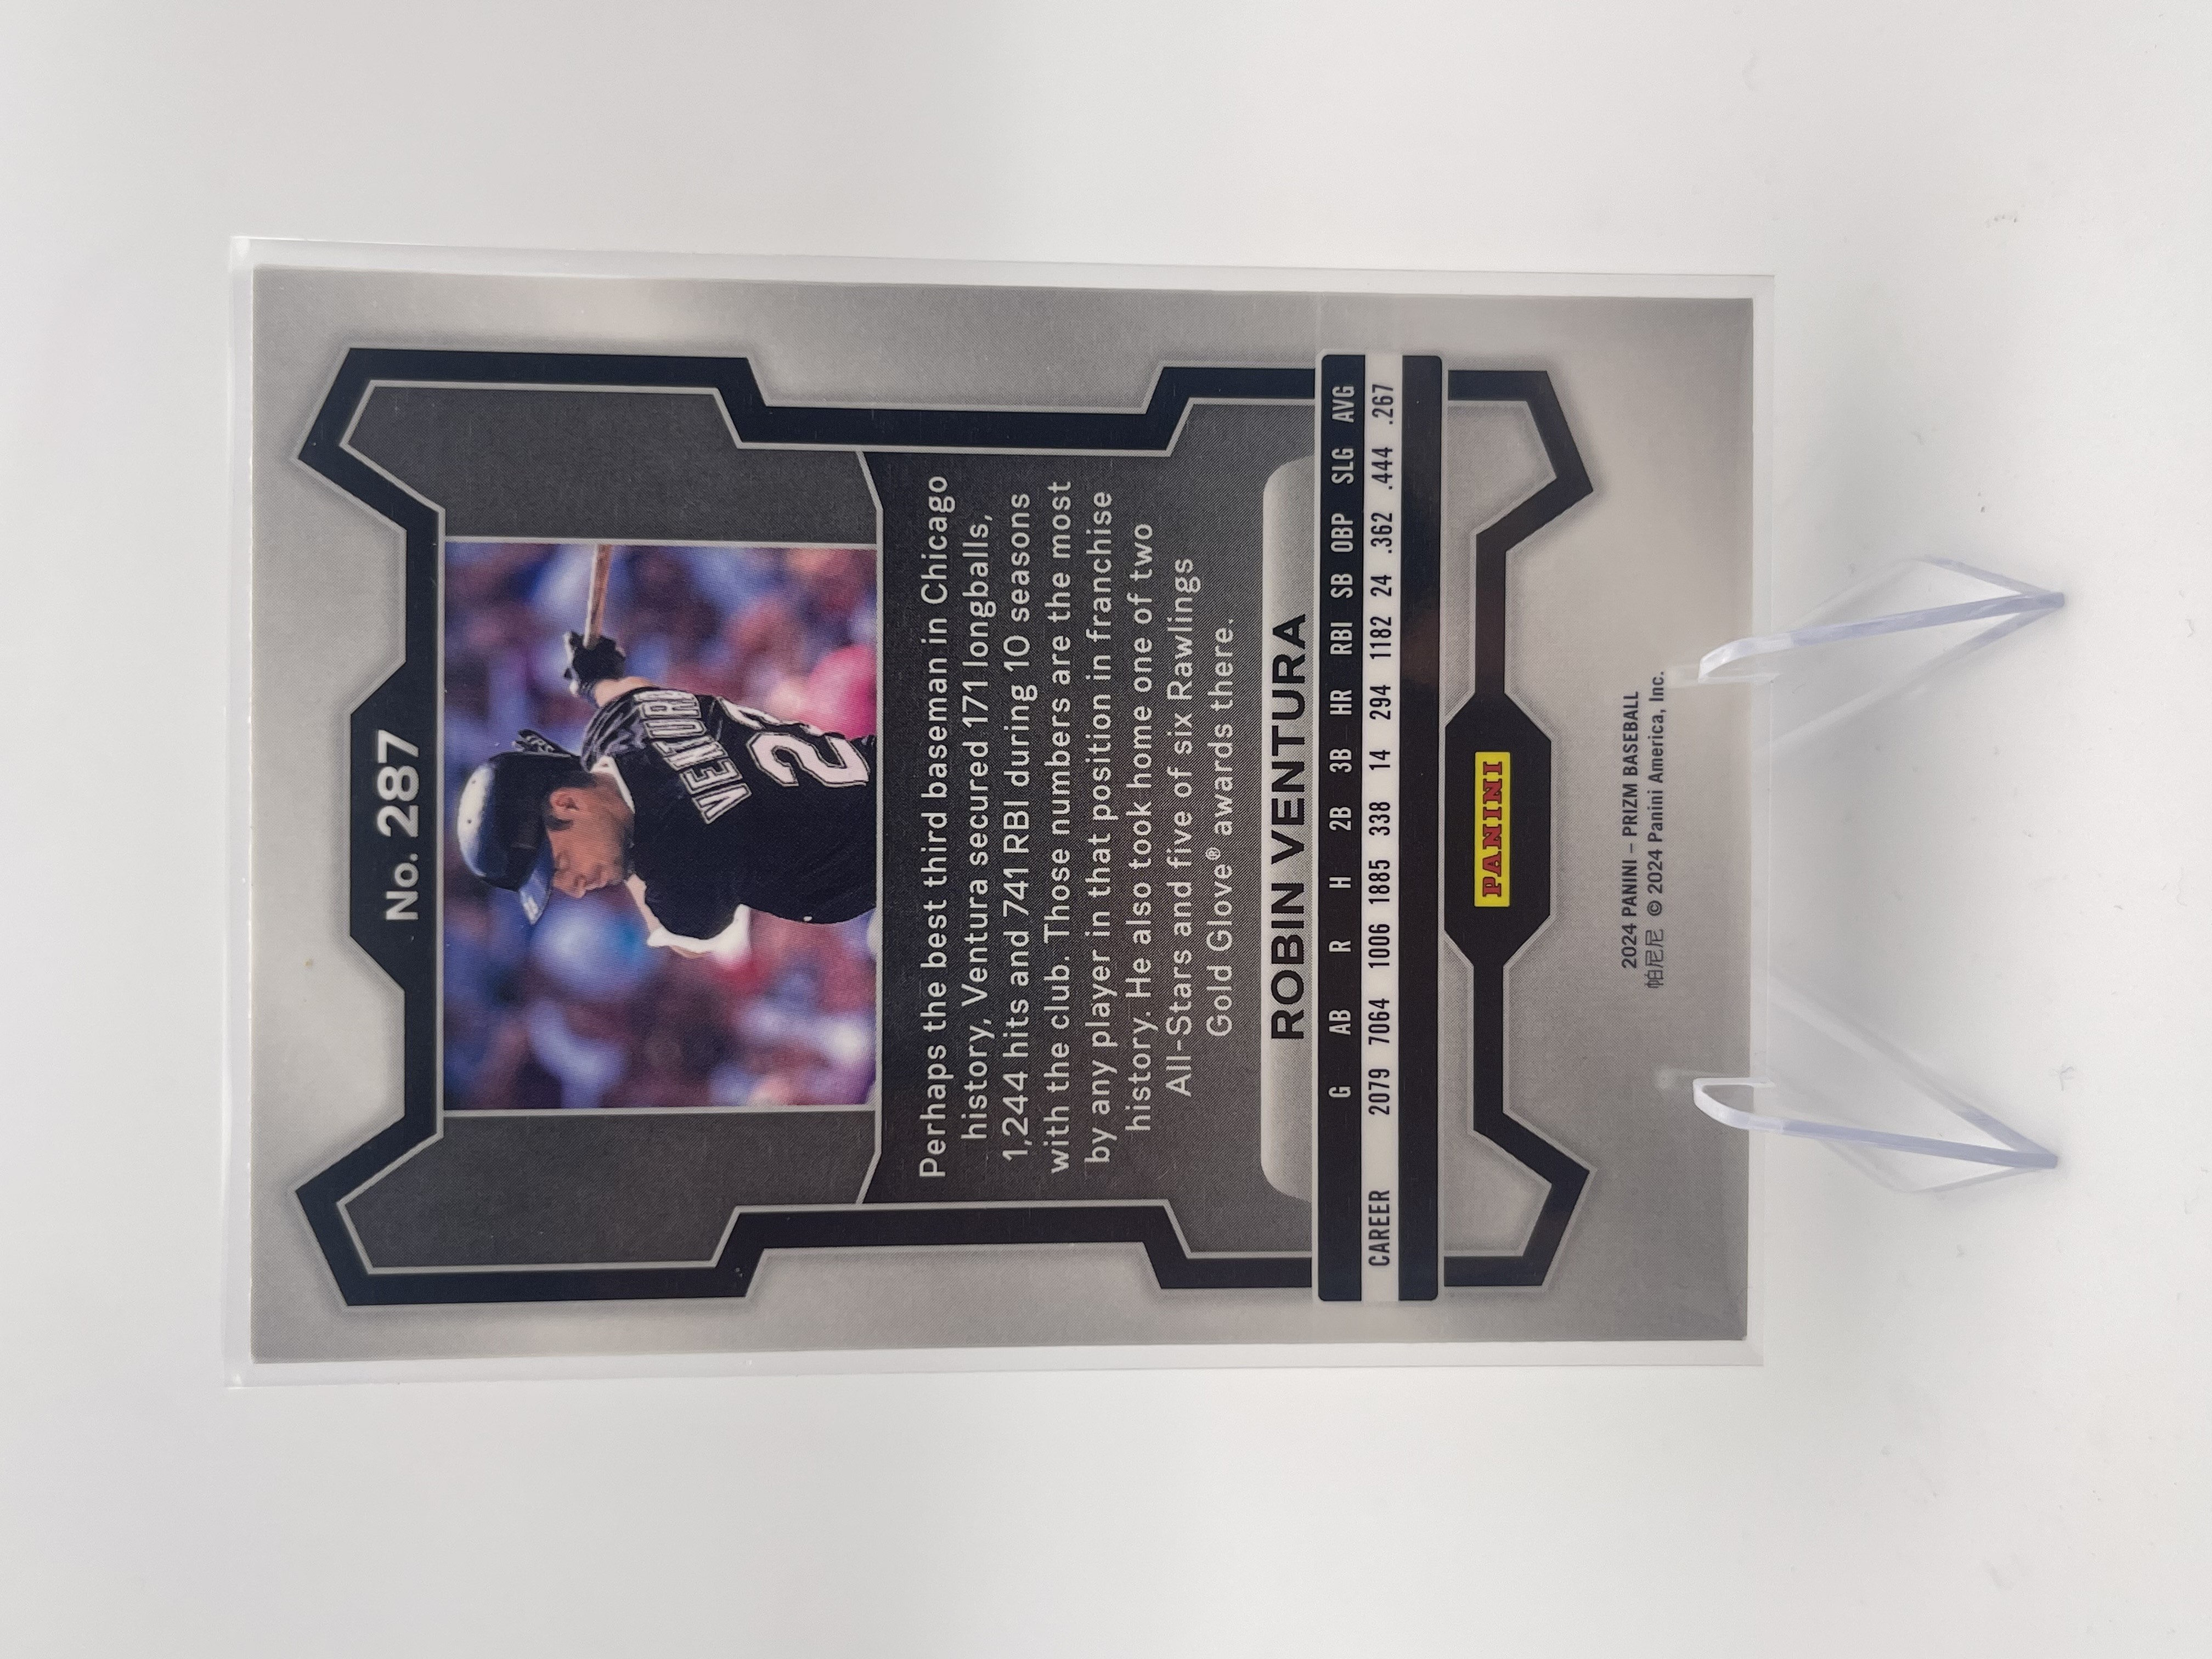 No. 287
VENTURA
2
Perhaps the best third baseman in Chicago
history, Ventura secured 171 longballs,
1,244 hits and 741 RBI during 10 seasons
with the club. Those numbers are the most
by any player in that position in franchise
history. He also took home one of two
All-Stars and five of six Rawlings
Gold Glove® awards there.
ROBIN VENTURA
G AB R H 2B 3B HR RBI SB OBP SLG AVG
CAREER 2079 7064 1006 1885 338 14 294 1182 24 .362 .444 .267
PANINI
2024 PANINI – PRIZM BASEBALL
帕尼尼 © 2024 Panini America, Inc.